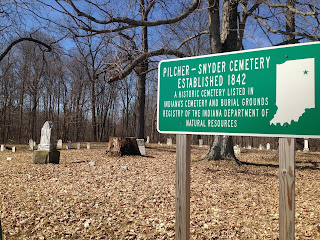 PILCHER - SNYDER CEMETERY
ESTABLISHED 1842
A HISTORIC CEMETERY LISTED IN
INDIANA'S CEMETERY AND BURIAL GROUNDS
REGISTRY OF THE INDIANA DEPARTMENT OF
NATURAL RESOURCES